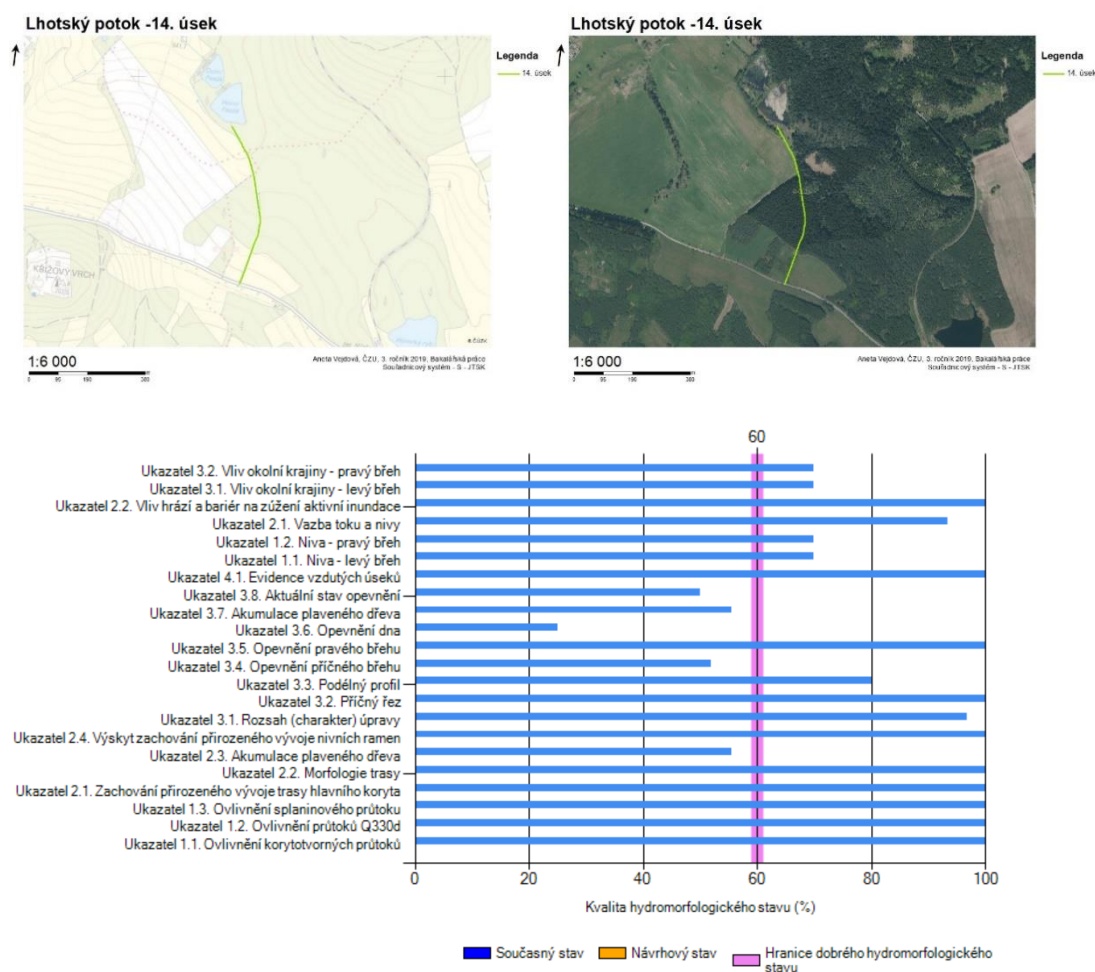 Lhotský potok -14. úsek
Legenda
14. úsek
KŘÍŽOVÝ VRCH
1:6 000
0 95 190 380
Aneta Vejdová, ČZU, 3. ročník 2019, Bakalářská práce
Souřadnicový systém - S - JTSK
Lhotský potok -14. úsek
Legenda
14. úsek
1:6 000
0 95 190 380
Aneta Vejdová, ČZU, 3. ročník 2019, Bakalářská práce
Souřadnicový systém - S - JTSK
60
Ukazatel 3.2. Vliv okolní krajiny - pravý břeh
Ukazatel 3.1. Vliv okolní krajiny - levý břeh
Ukazatel 2.2. Vliv hrází a bariér na zúžení aktivní inundace
Ukazatel 2.1. Vazba toku a nivy
Ukazatel 1.2. Niva - pravý břeh
Ukazatel 1.1. Niva - levý břeh
Ukazatel 4.1. Evidence vzdutých úseků
Ukazatel 3.8. Aktuální stav opevnění
Ukazatel 3.7. Akumulace plaveného dřeva
Ukazatel 3.6. Opevnění dna
Ukazatel 3.5. Opevnění pravého břehu
Ukazatel 3.4. Opevnění příčného břehu
Ukazatel 3.3. Podélný profil
Ukazatel 3.2. Příčný řez
Ukazatel 3.1. Rozsah (charakter) úpravy
Ukazatel 2.4. Výskyt zachování přirozeného vývoje nivních ramen
Ukazatel 2.3. Akumulace plaveného dřeva
Ukazatel 2.2. Morfologie trasy
Ukazatel 2.1. Zachování přirozeného vývoje trasy hlavního koryta
Ukazatel 1.3. Ovlivnění splaninového průtoku
Ukazatel 1.2. Ovlivnění průtoků Q330d
Ukazatel 1.1. Ovlivnění korytotvorných průtoků
0 20 40 60 80 100
Kvalita hydromorfologického stavu (%)
Současný stav
Návrhový stav
Hranice dobrého hydromorfologického
stavu